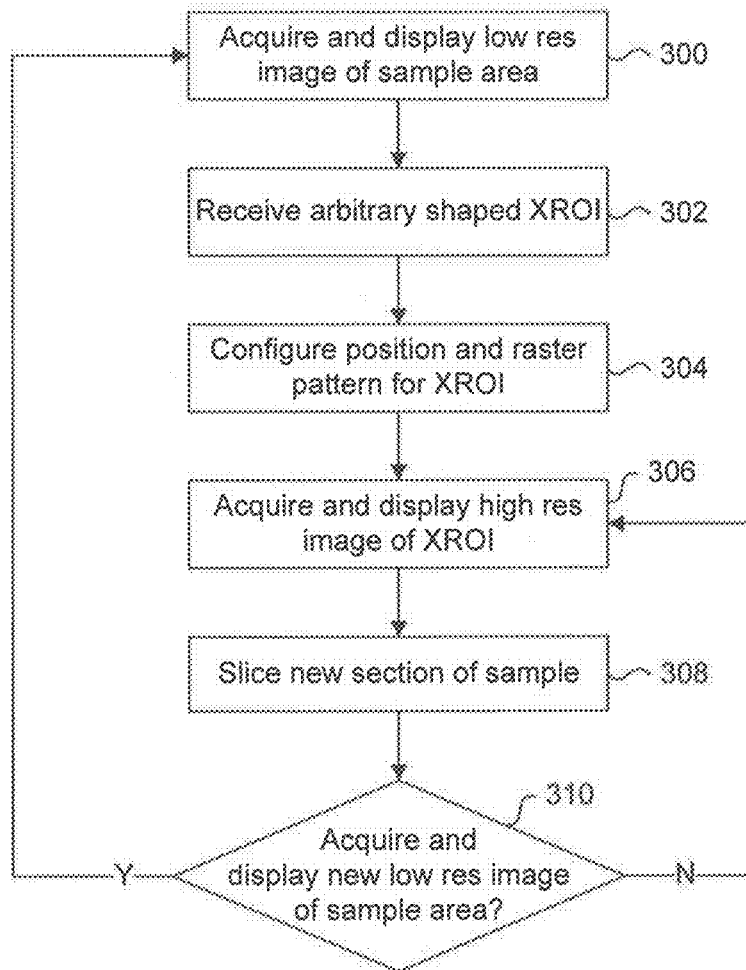 Acquire and display low res
image of sample area
300
Receive arbitrary shaped XROI
302
Configure position and raster
pattern for XROI
304
306
Acquire and display high res
image of XROI
Slice new section of sample
308
310
Acquire and
display new low res image
of sample area?
Y
N